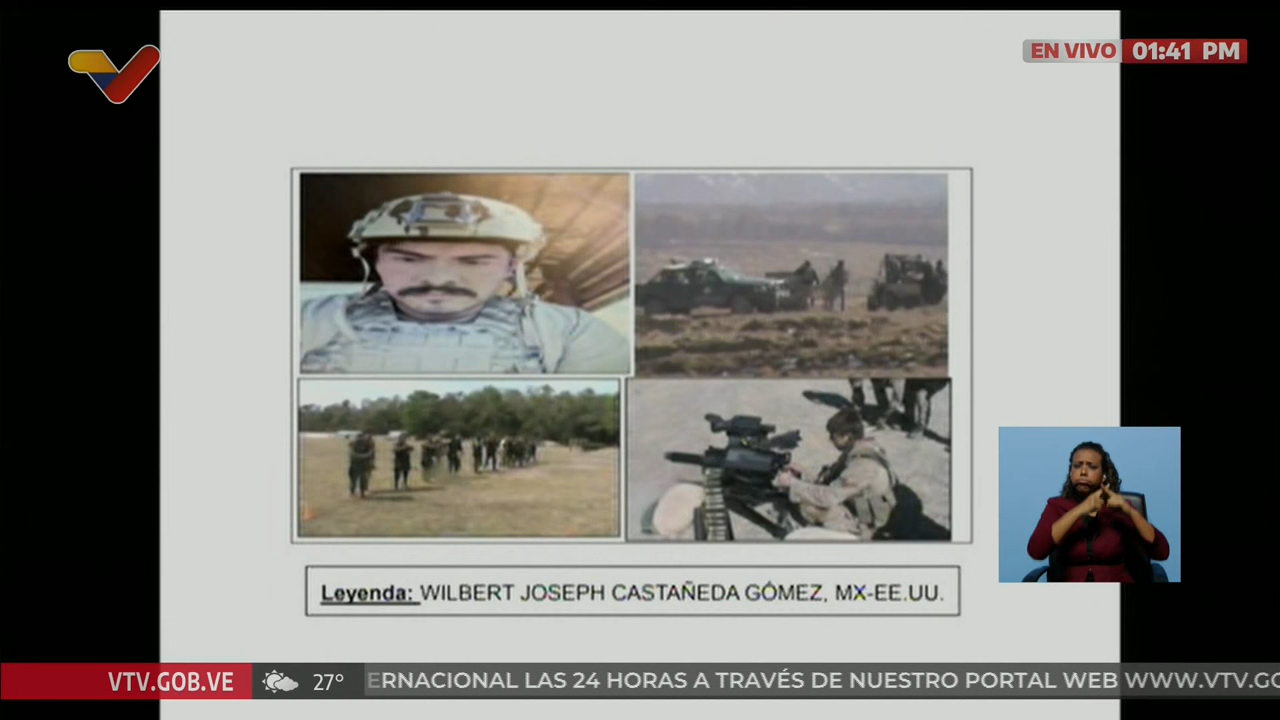 EN VIVO 01:41 PM
Leyenda: WILBERT JOSEPH CASTAÑEDA GÓMEZ, MX-EE.UU.
VTV.GOB.VE 27° ERNACIONAL LAS 24 HORAS A TRAVÉS DE NUESTRO PORTAL WEB WWW.VTV.GO